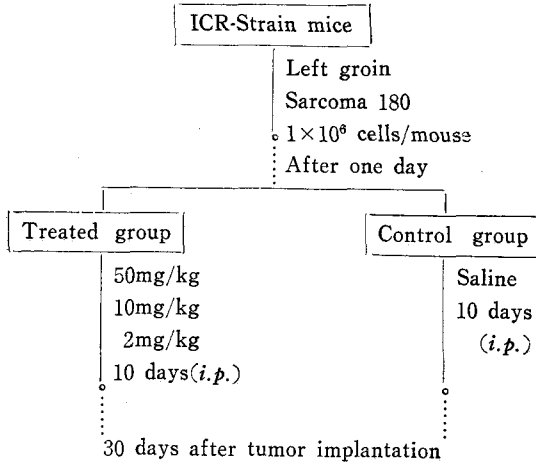 ICR-Strain mice
Left groin
Sarcoma 180
1×10⁶ cells/mouse
After one day
Treated group
50mg/kg
10mg/kg
2mg/kg
10 days(i.p.)
Control group
Saline
10 days
(i.p.)
30 days after tumor implantation